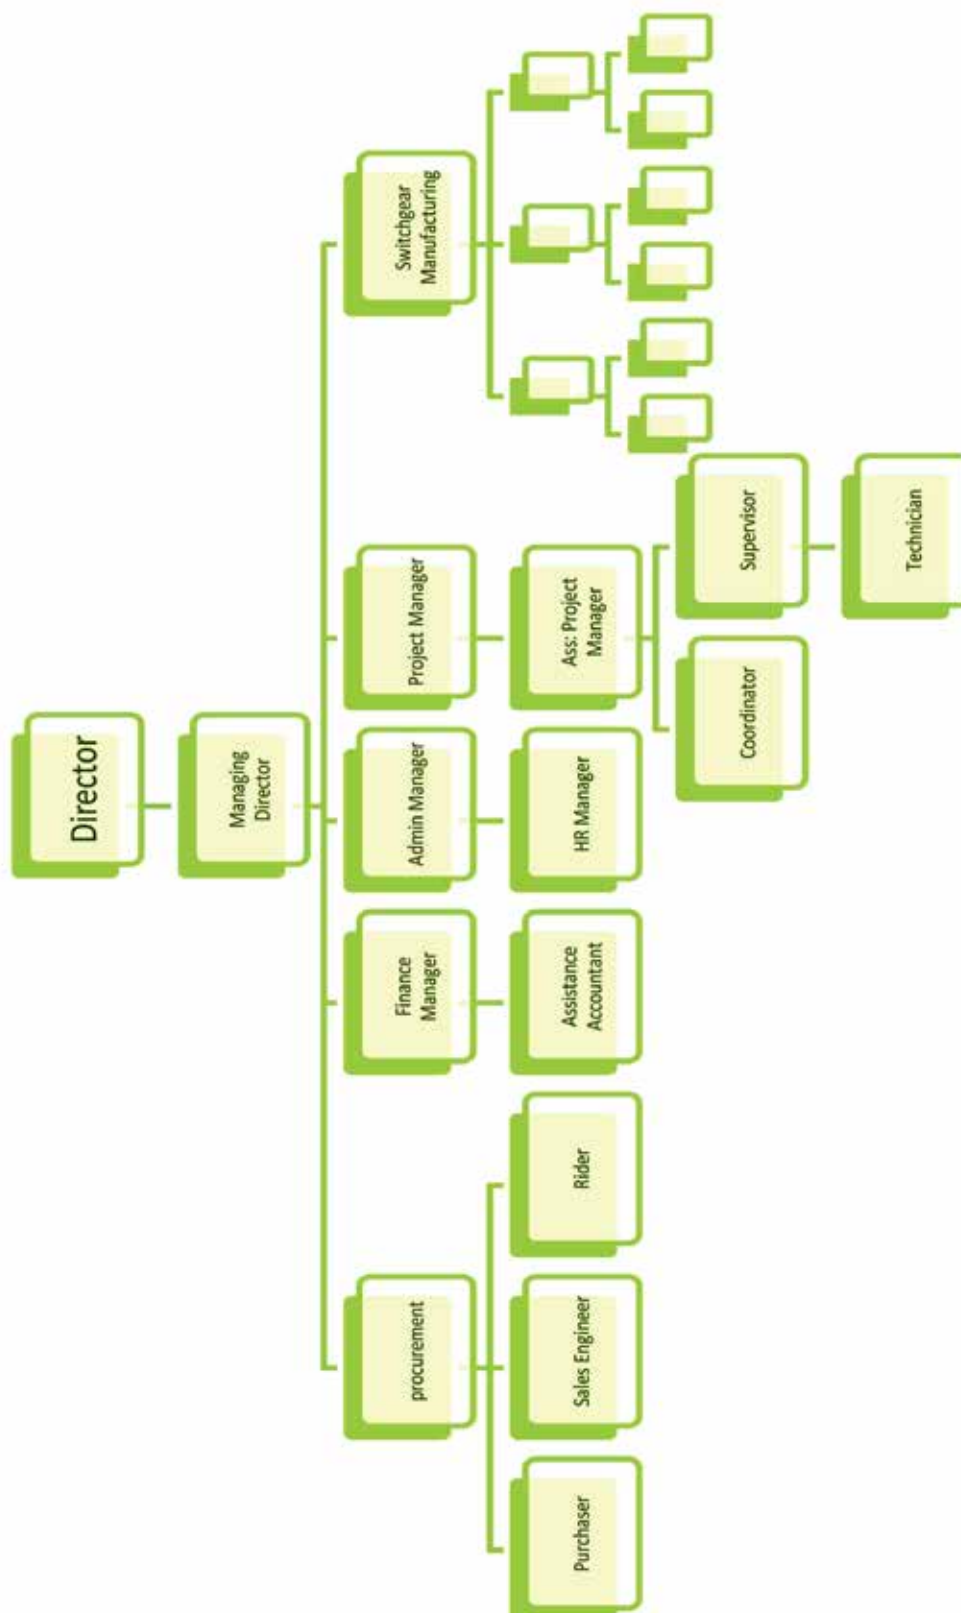 Director
Managing
Director
procurement
Finance
Manager
Admin Manager
Project Manager
Switchgear
Manufacturing
Purchaser
Sales Engineer
Rider
Assistance
Accountant
HR Manager
Ass: Project
Manager
Coordinator
Supervisor
Technician